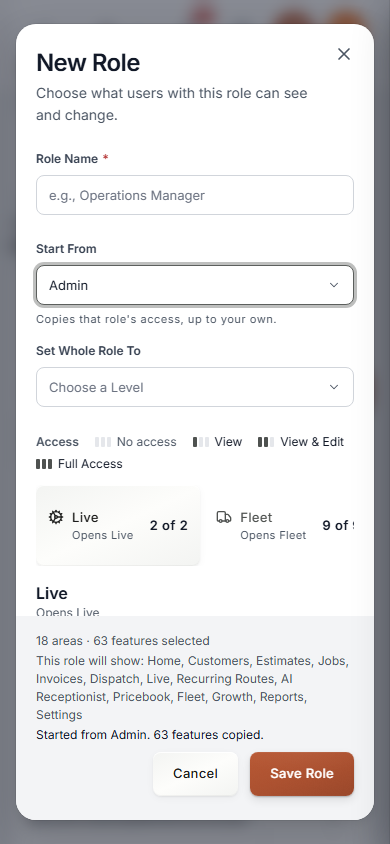 New Role
Choose what users with this role can see
and change.
Role Name *
e.g., Operations Manager
Start From
Admin
Copies that role's access, up to your own.
Set Whole Role To
Choose a Level
Access No access View View & Edit
Full Access
Live 2 of 2 Fleet 9 of
Opens Live Opens Fleet
Live
Opens Live
18 areas · 63 features selected
This role will show: Home, Customers, Estimates, Jobs,
Invoices, Dispatch, Live, Recurring Routes, AI
Receptionist, Pricebook, Fleet, Growth, Reports,
Settings
Started from Admin. 63 features copied.
Cancel Save Role